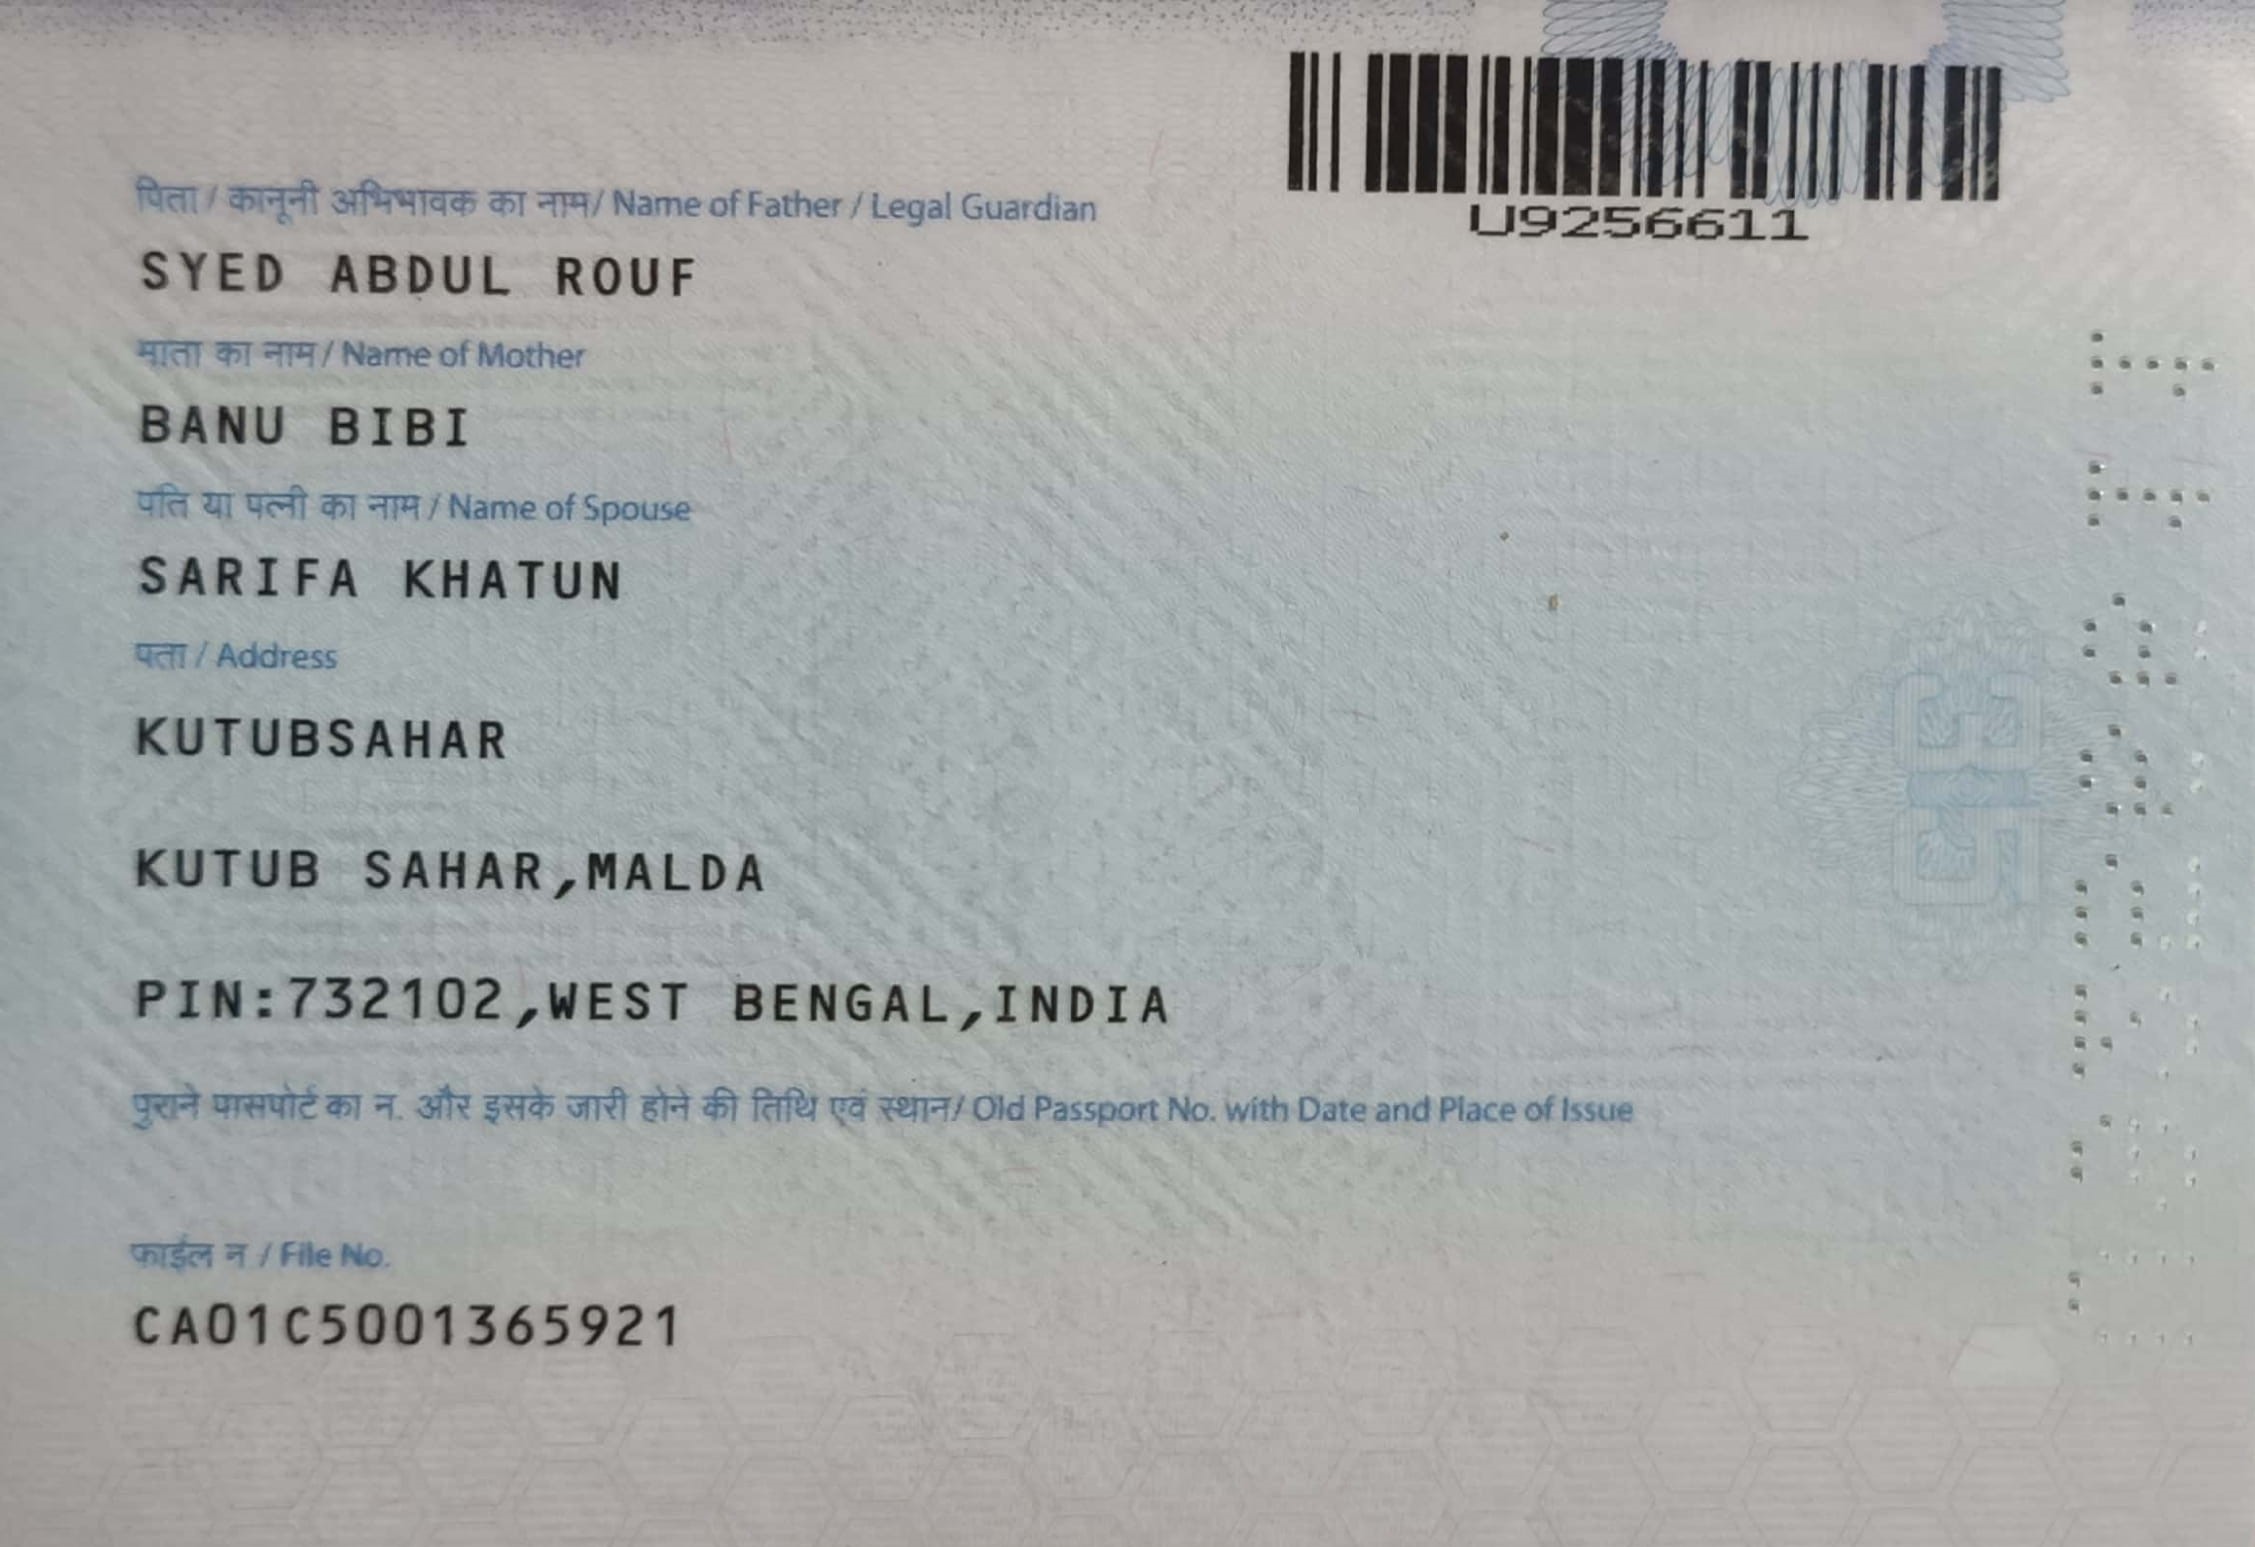 U9256611
पिता / कानूनी अभिभावक का नाम/ Name of Father / Legal Guardian
SYED ABDUL ROUF
माता का नाम / Name of Mother
BANU BIBI
पति या पत्नी का नाम / Name of Spouse
SARIFA KHATUN
पता / Address
KUTUBSAHAR
KUTUB SAHAR,MALDA
PIN:732102,WEST BENGAL,INDIA
पुराने पासपोर्ट का न. और इसके जारी होने की तिथि एवं स्थान/ Old Passport No. with Date and Place of Issue
फाईल न / File No.
CA01C5001365921